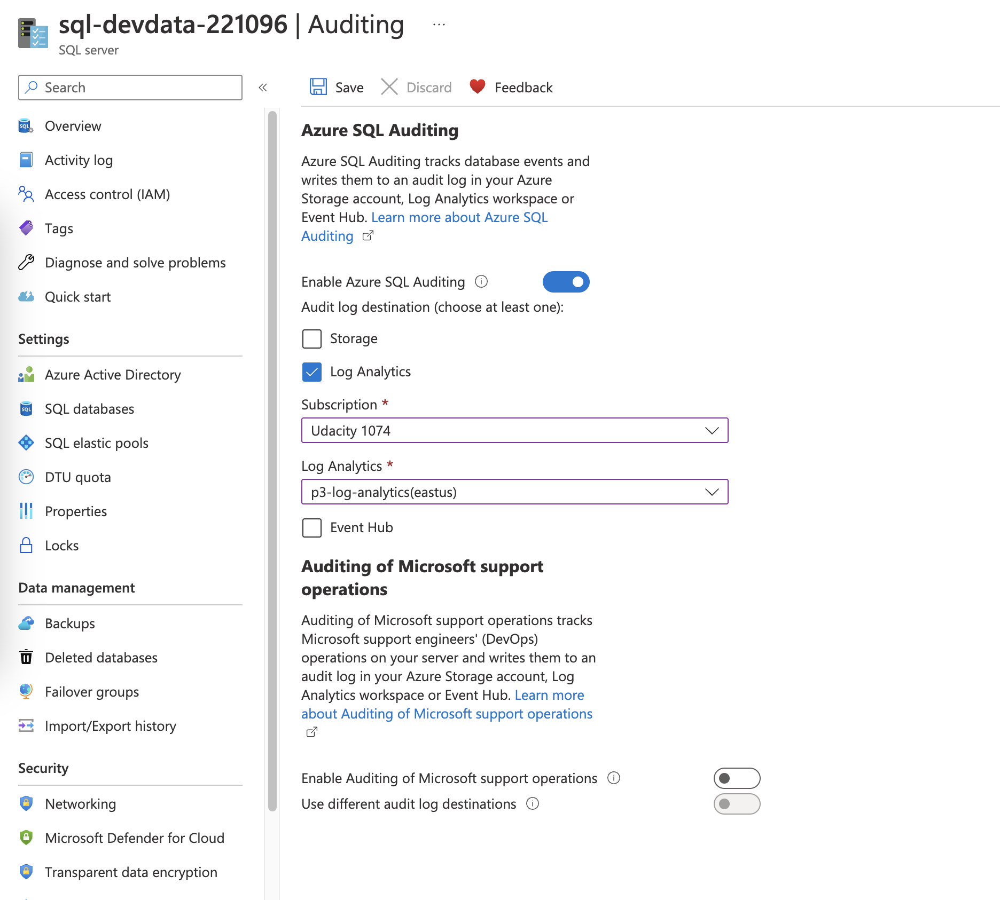 sql-devdata-221096 | Auditing ...
SQL server
Search
«
Save
Discard
Feedback
Overview
Activity log
Access control (IAM)
Tags
Diagnose and solve problems
Quick start
Settings
Azure Active Directory
SQL databases
SQL elastic pools
DTU quota
Properties
Locks
Data management
Backups
Deleted databases
Failover groups
Import/Export history
Security
Networking
Microsoft Defender for Cloud
Transparent data encryption
Azure SQL Auditing
Azure SQL Auditing tracks database events and
writes them to an audit log in your Azure
Storage account, Log Analytics workspace or
Event Hub. Learn more about Azure SQL
Auditing
Enable Azure SQL Auditing
Audit log destination (choose at least one):
Storage
Log Analytics
Subscription *
Udacity 1074
Log Analytics *
p3-log-analytics(eastus)
Event Hub
Auditing of Microsoft support
operations
Auditing of Microsoft support operations tracks
Microsoft support engineers' (DevOps)
operations on your server and writes them to an
audit log in your Azure Storage account, Log
Analytics workspace or Event Hub. Learn more
about Auditing of Microsoft support operations
Enable Auditing of Microsoft support operations
Use different audit log destinations